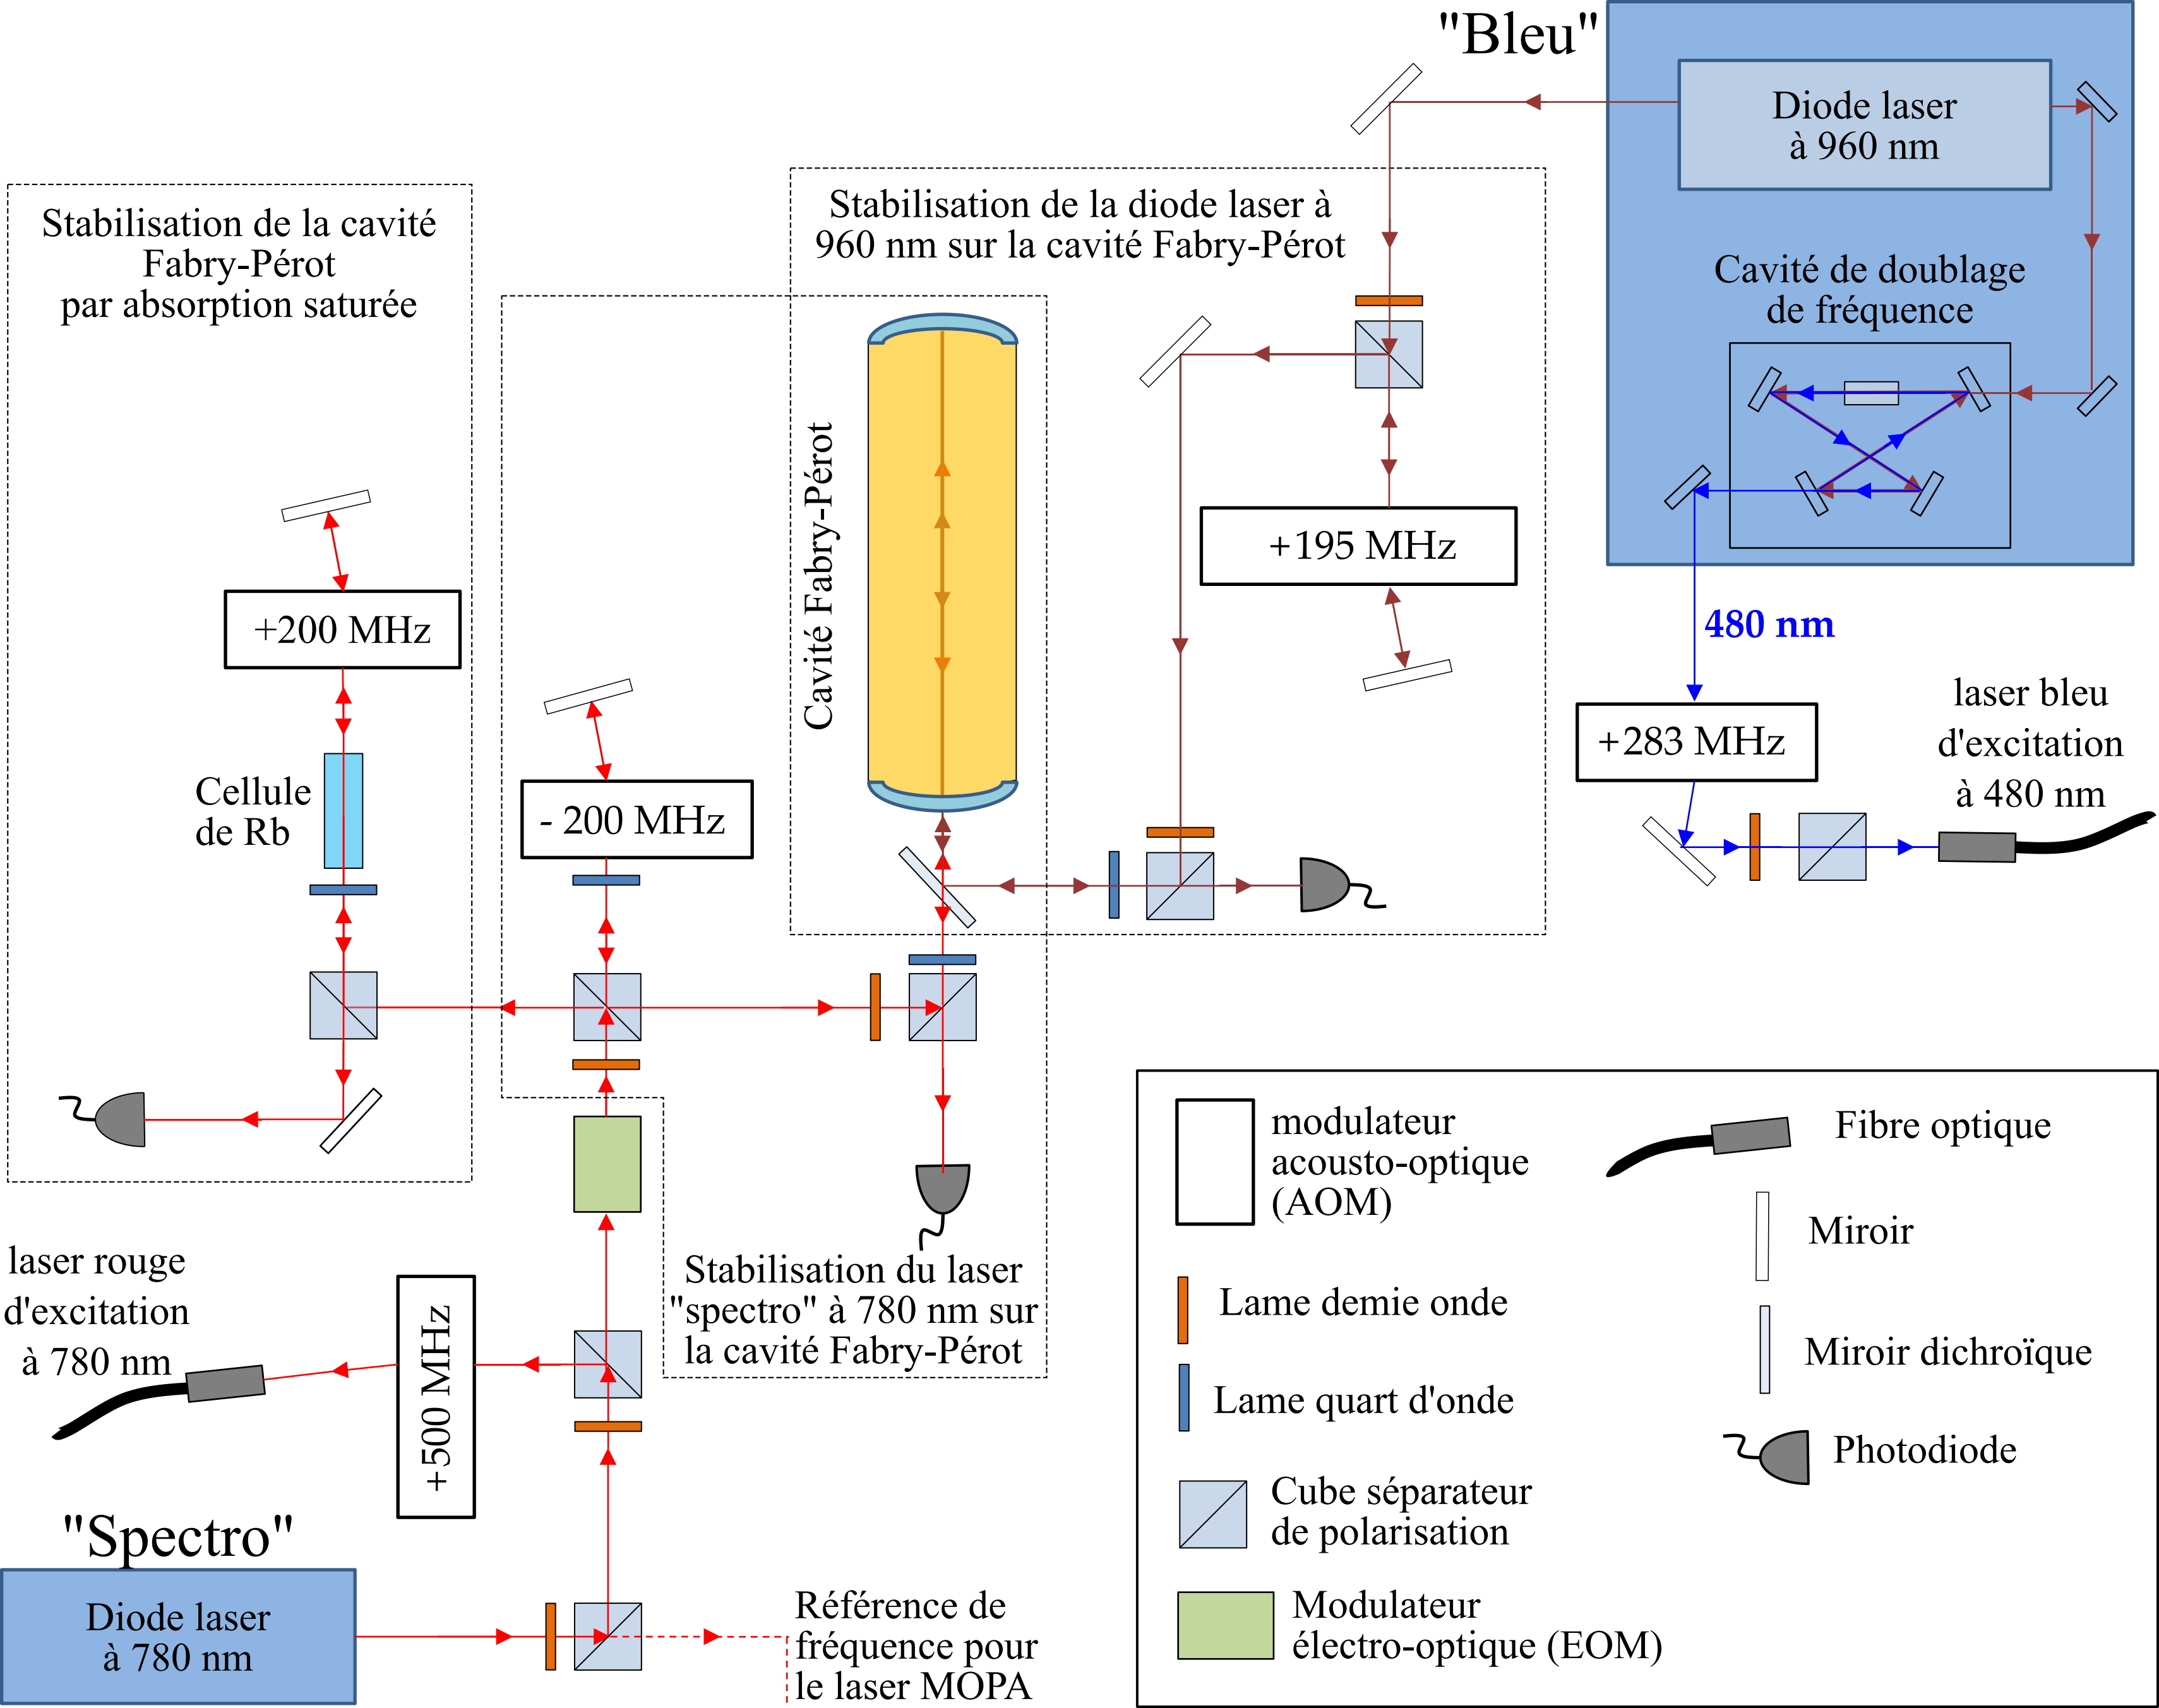 "Bleu"
Diode laser
à 960 nm
Stabilisation de la cavité
Fabry-Pérot
par absorption saturée
Stabilisation de la diode laser à
960 nm sur la cavité Fabry-Pérot
Cavité de doublage
de fréquence
Cavité Fabry-Pérot
+195 MHz
+200 MHz
480 nm
Cellule
de Rb
- 200 MHz
+283 MHz
laser bleu
d'excitation
à 480 nm
laser rouge
d'excitation
à 780 nm
+500 MHz
Stabilisation du laser
"spectro" à 780 nm sur
la cavité Fabry-Pérot
"Spectro"
Diode laser
à 780 nm
Référence de
fréquence pour
le laser MOPA
modulateur
acousto-optique
(AOM)
Lame demie onde
Lame quart d'onde
Cube séparateur
de polarisation
Modulateur
électro-optique (EOM)
Fibre optique
Miroir
Miroir dichroïque
Photodiode